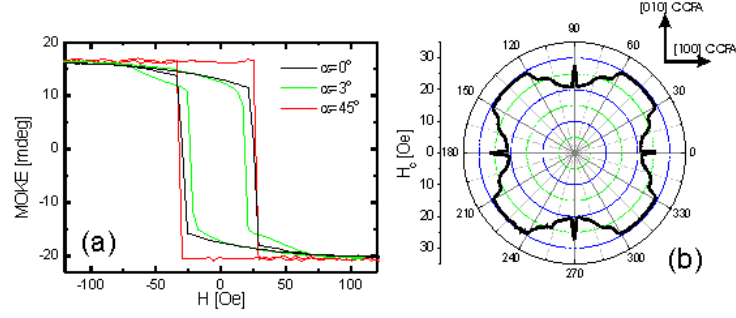 [010] CCFA
[100] CCFA
20
10
0
-10
-20
MOKE [mdeg]
α=0°
α=3°
α=45°
(a)
-100
-50
0
50
100
H [Oe]
30
20
10
0
10
20
30
H_c [Oe]
90
60
30
0
330
300
270
240
210
180
150
120
(b)